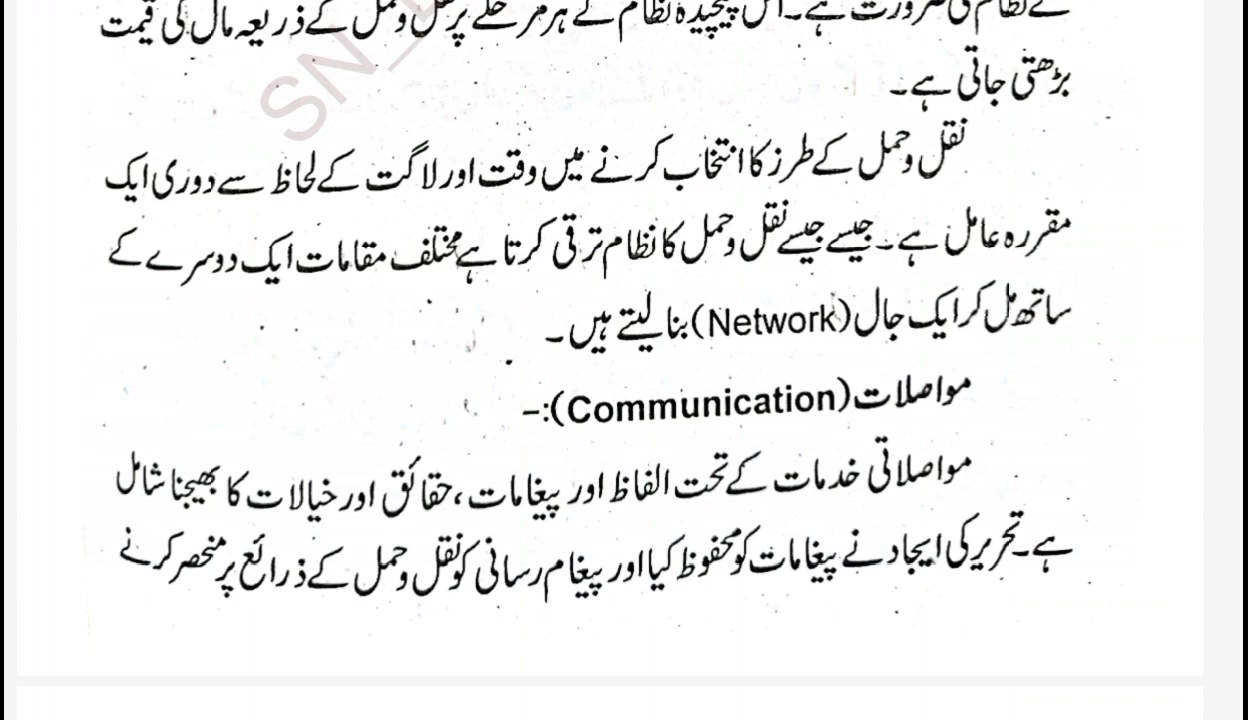 کے نظام کی ضرورت ہے۔ اس پیچیدہ نظام کے ہر مرحلے پر نقل وحمل کے ذریعہ مال کی قیمت
بڑھتی جاتی ہے۔
نقل وحمل کے طرز کا انتخاب کرنے میں وقت اور لاگت کے لحاظ سے دوری ایک
مقررہ عامل ہے۔ جیسے جیسے نقل وحمل کا نظام ترقی کرتا ہے مختلف مقامات ایک دوسرے کے
ساتھ مل کر ایک جال (Network) بنا لیتے ہیں۔
مواصلات (Communication):-
مواصلاتی خدمات کے تحت الفاظ اور پیغامات، حقائق اور خیالات کا بھیجنا شامل
ہے۔ تحریر کی ایجاد نے پیغامات کو محفوظ کیا اور پیغام رسانی کو نقل وحمل کے ذرائع پر منحصر کرنے
SN_